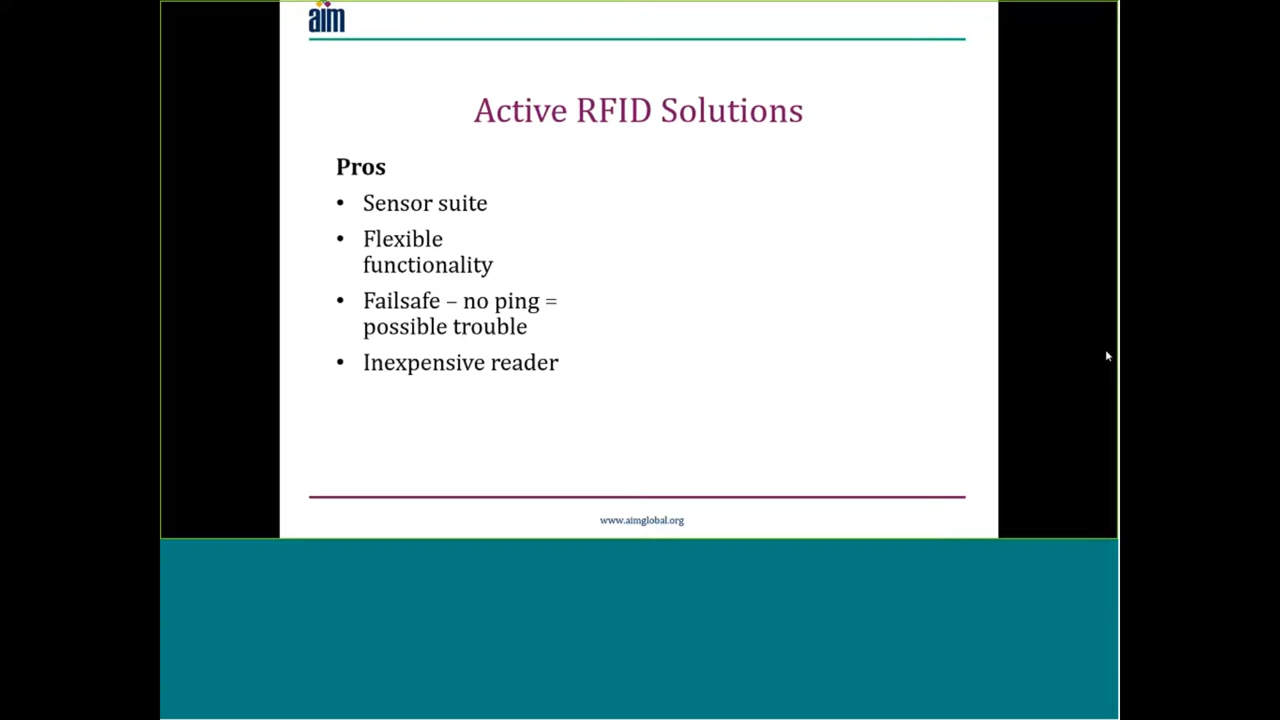 aim
Active RFID Solutions
Pros
• Sensor suite
• Flexible
functionality
• Failsafe – no ping =
possible trouble
• Inexpensive reader
www.aimglobal.org